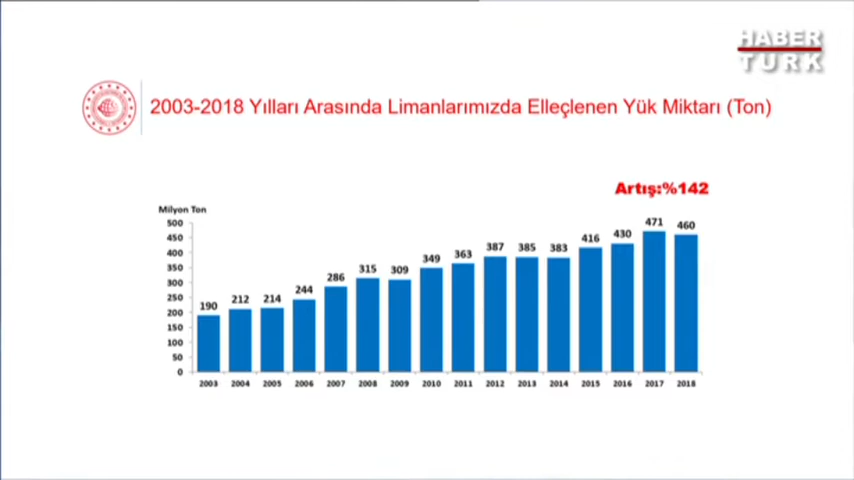 HABER
TÜRK
2003-2018 Yılları Arasında Limanlarımızda Elleçlenen Yük Miktarı (Ton)
Artış:%142
Milyon Ton
500
450
400
350
300
250
200
150
100
50
0
190 212 214 244 286 315 309 349 363 387 385 383 416 430 471 460
2003 2004 2005 2006 2007 2008 2009 2010 2011 2012 2013 2014 2015 2016 2017 2018